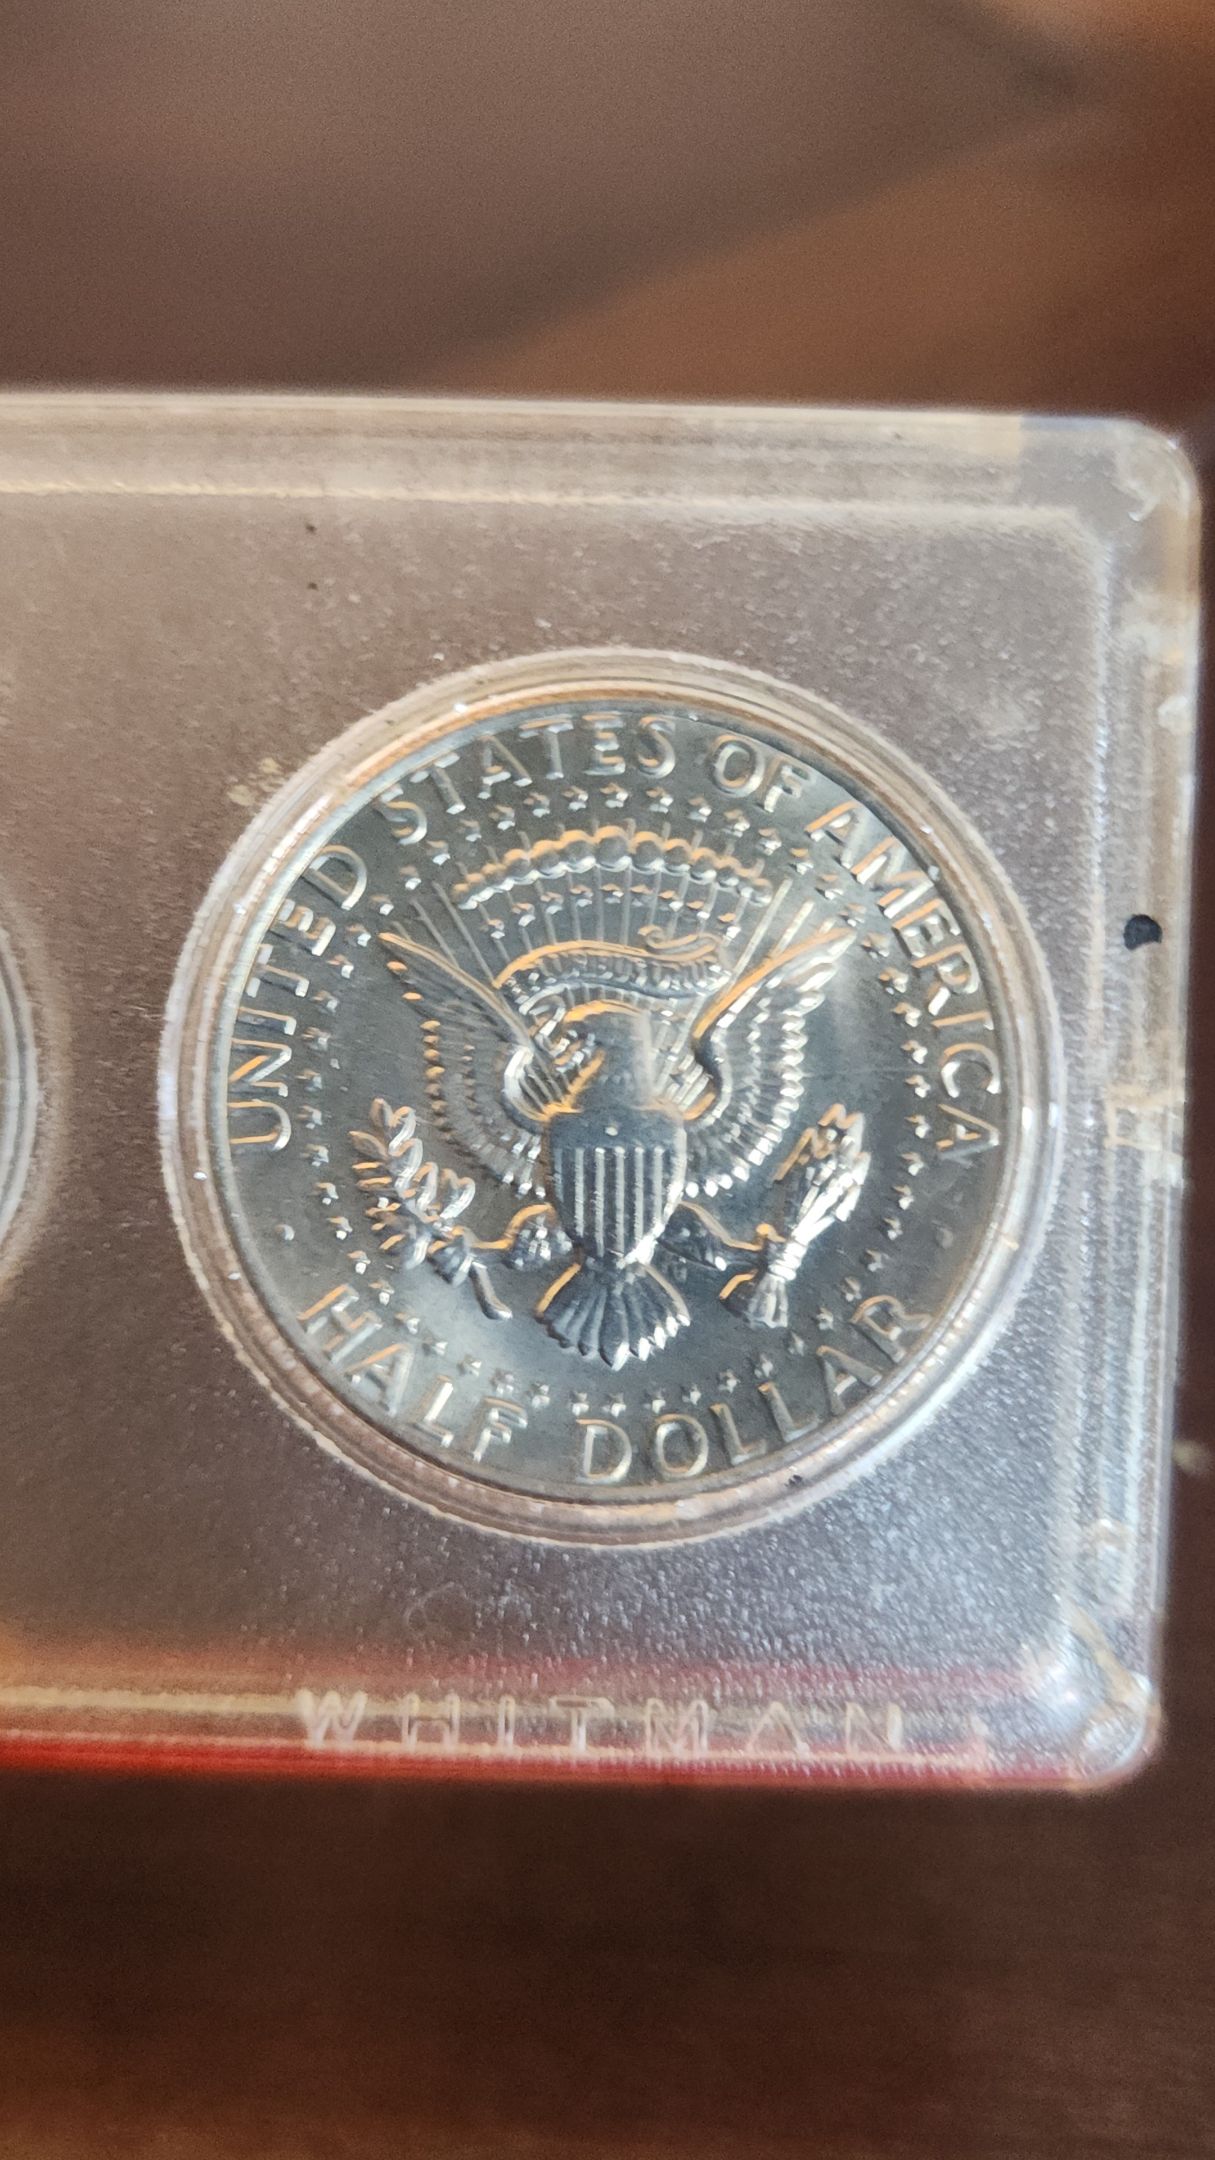 UNITED STATES OF AMERICA
HALF DOLLAR
WHITMAN